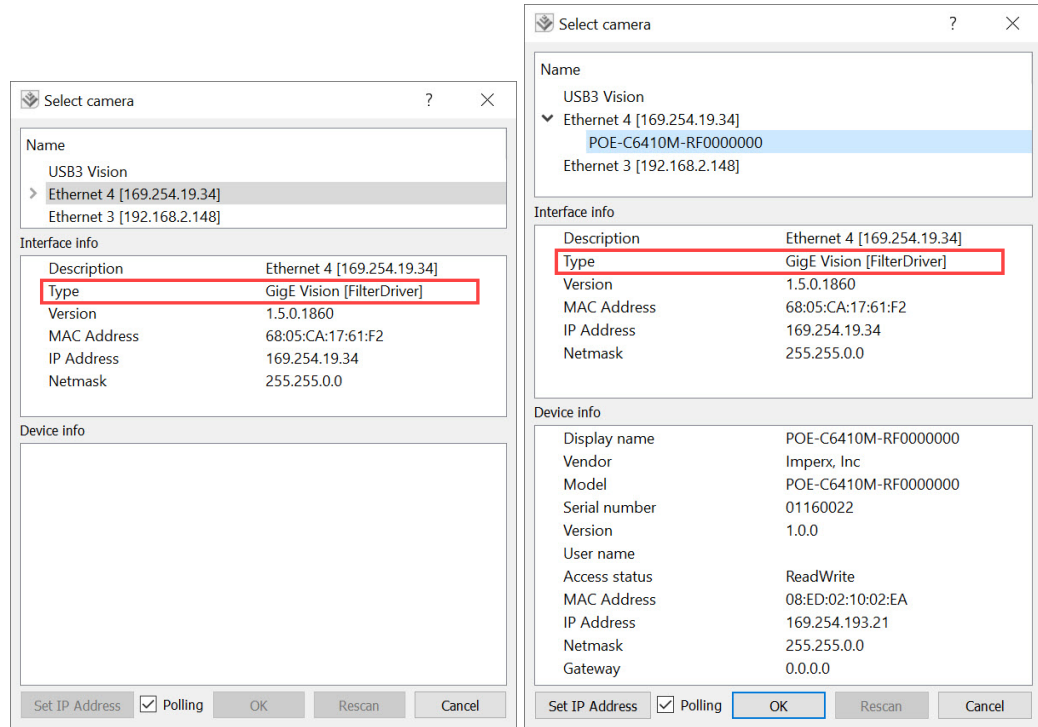 Select camera
?
Name
USB3 Vision
Ethernet 4 [169.254.19.34]
Ethernet 3 [192.168.2.148]
Interface info
Description Ethernet 4 [169.254.19.34]
Type GigE Vision [FilterDriver]
Version 1.5.0.1860
MAC Address 68:05:CA:17:61:F2
IP Address 169.254.19.34
Netmask 255.255.0.0
Device info
Set IP Address Polling OK Rescan Cancel
Select camera
?
Name
USB3 Vision
Ethernet 4 [169.254.19.34]
POE-C6410M-RF0000000
Ethernet 3 [192.168.2.148]
Interface info
Description Ethernet 4 [169.254.19.34]
Type GigE Vision [FilterDriver]
Version 1.5.0.1860
MAC Address 68:05:CA:17:61:F2
IP Address 169.254.19.34
Netmask 255.255.0.0
Device info
Display name POE-C6410M-RF0000000
Vendor Imperx, Inc
Model POE-C6410M-RF0000000
Serial number 01160022
Version 1.0.0
User name
Access status ReadWrite
MAC Address 08:ED:02:10:02:EA
IP Address 169.254.193.21
Netmask 255.255.0.0
Gateway 0.0.0.0
Set IP Address Polling OK Rescan Cancel